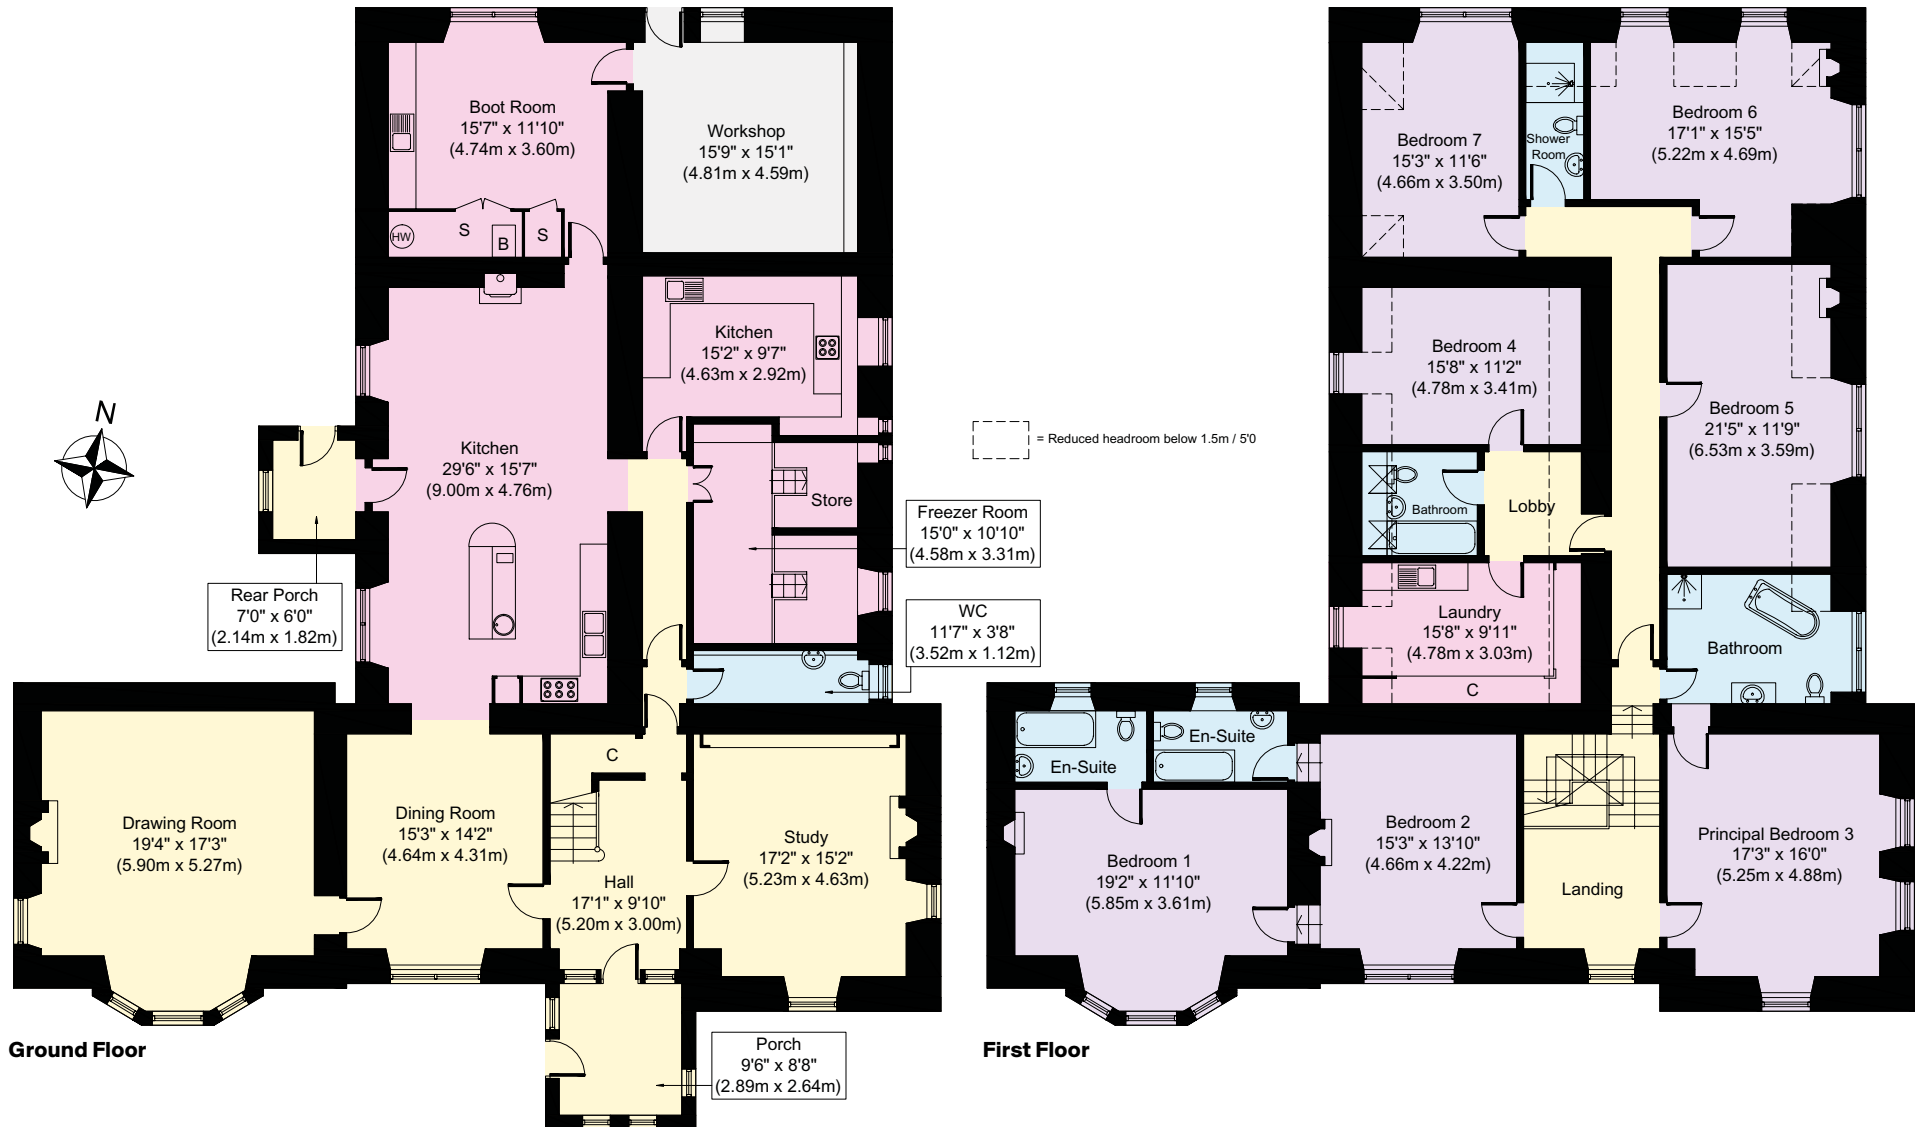 Boot Room
15'7" x 11'10"
(4.74m x 3.60m)
Workshop
15'9" x 15'1"
(4.81m x 4.59m)
HW
S
B
S
Kitchen
15'2" x 9'7"
(4.63m x 2.92m)
N
Kitchen
29'6" x 15'7"
(9.00m x 4.76m)
Store
Freezer Room
15'0" x 10'10"
(4.58m x 3.31m)
Rear Porch
7'0" x 6'0"
(2.14m x 1.82m)
WC
11'7" x 3'8"
(3.52m x 1.12m)
C
Drawing Room
19'4" x 17'3"
(5.90m x 5.27m)
Dining Room
15'3" x 14'2"
(4.64m x 4.31m)
Study
17'2" x 15'2"
(5.23m x 4.63m)
Hall
17'1" x 9'10"
(5.20m x 3.00m)
Porch
9'6" x 8'8"
(2.89m x 2.64m)
Ground Floor
= Reduced headroom below 1.5m / 5'0
Bedroom 7
15'3" x 11'6"
(4.66m x 3.50m)
Shower
Room
Bedroom 6
17'1" x 15'5"
(5.22m x 4.69m)
Bedroom 4
15'8" x 11'2"
(4.78m x 3.41m)
Bedroom 5
21'5" x 11'9"
(6.53m x 3.59m)
Bathroom
Lobby
Laundry
15'8" x 9'11"
(4.78m x 3.03m)
C
Bathroom
En-Suite
En-Suite
Bedroom 1
19'2" x 11'10"
(5.85m x 3.61m)
Bedroom 2
15'3" x 13'10"
(4.66m x 4.22m)
Landing
Principal Bedroom 3
17'3" x 16'0"
(5.25m x 4.88m)
First Floor